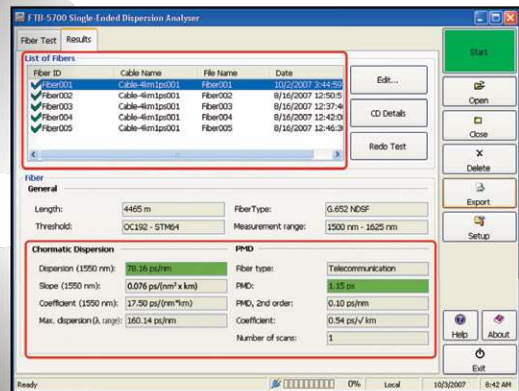 FTB-5700 Single-Ended Dispersion Analyser
Fiber Test Results
List of Fibers
Fiber ID Cable Name File Name Date
Fiber001 Cable-4km1ps001 Fiber001 10/2/2007 3:44:59
Fiber002 Cable-4km1ps001 Fiber002 8/16/2007 12:50:5
Fiber003 Cable-4km1ps001 Fiber003 8/16/2007 12:37:4
Fiber004 Cable-4km1ps001 Fiber004 8/16/2007 12:42:0
Fiber005 Cable-4km1ps001 Fiber005 8/16/2007 12:46:3
Edit...
CD Details
Redo Test
Fiber
General
Length: 4465 m FiberType: G.652 NDSF
Threshold: OC192 - STM64 Measurement range: 1500 nm - 1625 nm
Chormatic Dispersion PMD
Dispersion (1550 nm): 78.16 ps/nm Fiber type: Telecommunication
Slope (1550 nm): 0.076 ps/(nm² x km) PMD: 1.15 ps
Coefficient (1550 nm): 17.50 ps/(nm*km) PMD, 2nd order: 0.10 ps/nm
Max. dispersion (λ, range): 160.14 ps/nm Coefficient: 0.54 ps/√ km
Number of scans: 1
Start
Open
Close
Delete
Export
Setup
Help About
Exit
Ready 0% Local 10/3/2007 8:42 AM